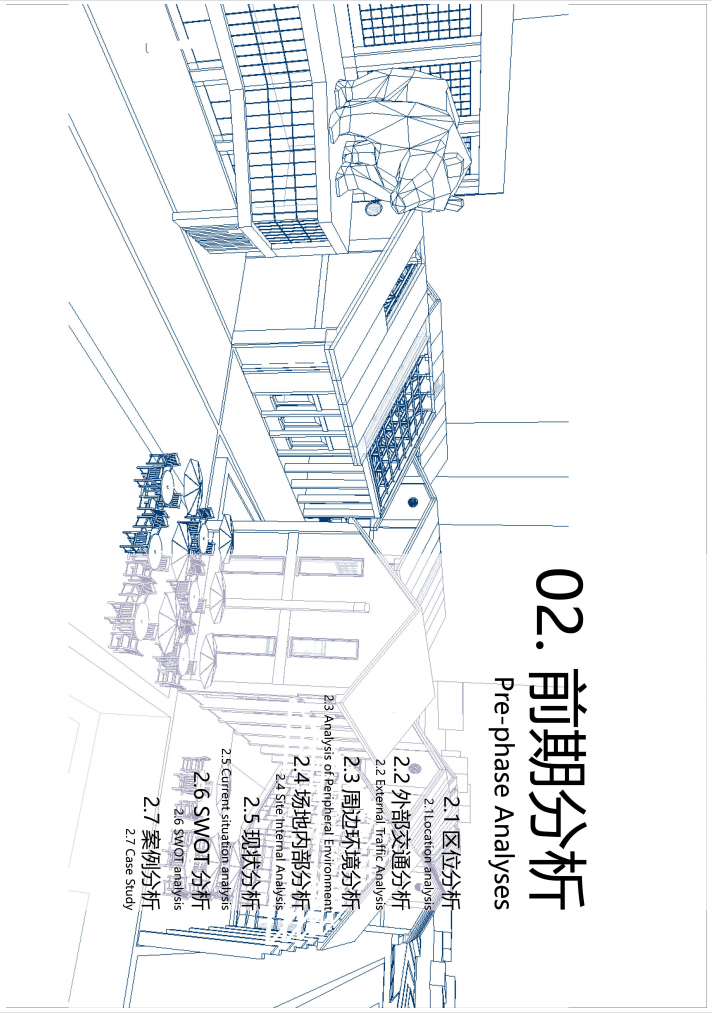 02. 前期分析
Pre-phase Analyses
2.1 区位分析
2.1Location analysis
2.2 外部交通分析
2.2 External Traffic Analysis
2.3 周边环境分析
2.3 Analysis of Peripheral Environment
2.4 场地内部分析
2.4 Site Internal Analysis
2.5 现状分析
2.5 Current situation analysis
2.6 SWOT 分析
2.6 SWOT analysis
2.7 案例分析
2.7 Case Study